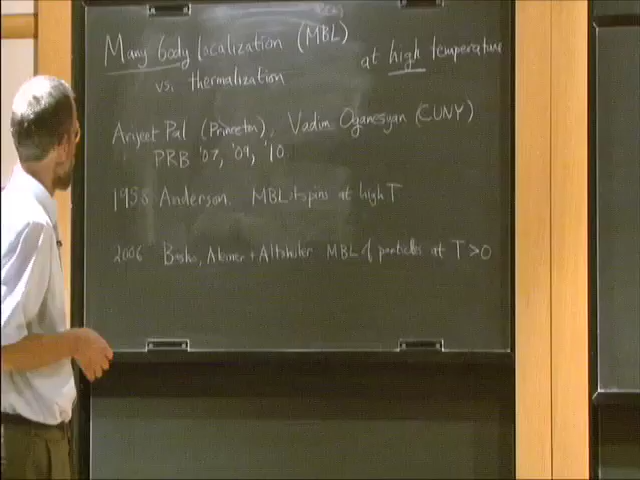 Many body localization (MBL)
vs. thermalization
at high temperature
Arijeet Pal (Princeton), Vadim Oganesyan (CUNY)
PRB '07, '09, '10
1958 Anderson MBL of spins at high T
2006 Basko, Aleiner + Altshuler MBL of particles at T > 0